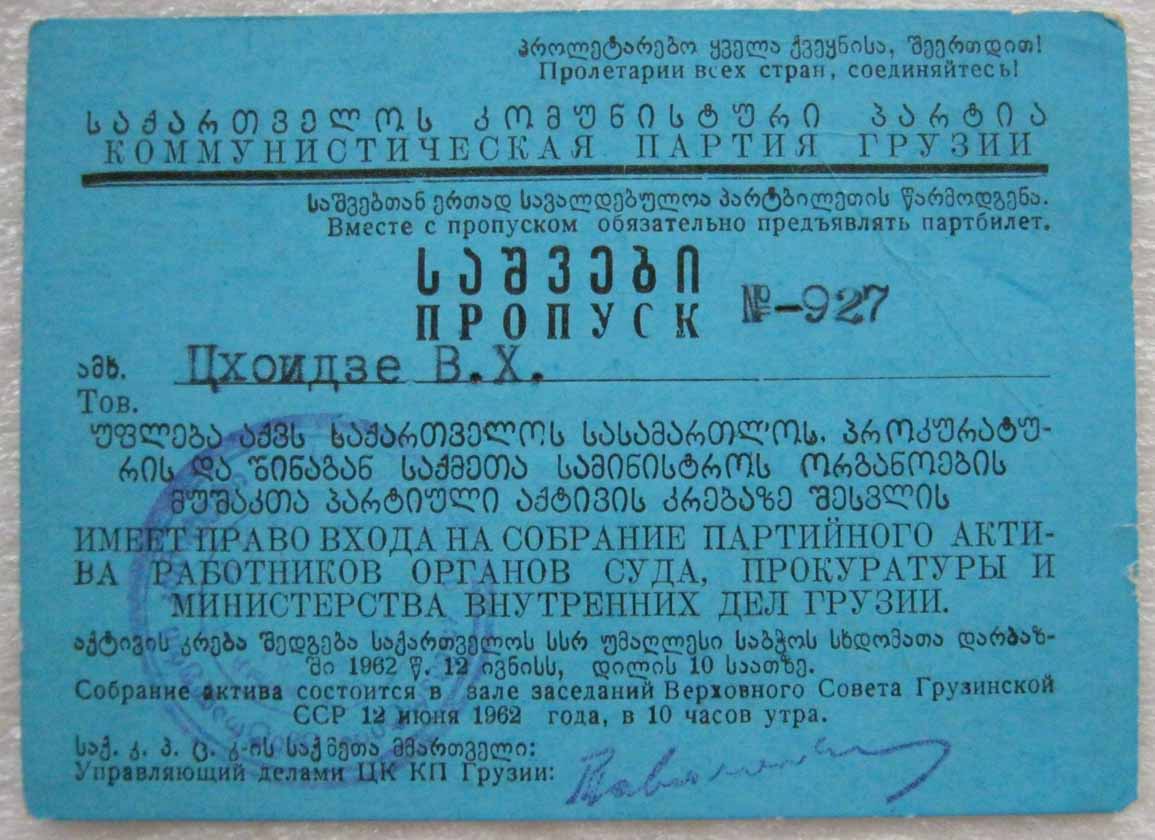 პროლეტარებო ყველა ქვეყნისა, შეერთდით!
Пролетарии всех стран, соединяйтесь!
საქართველოს კომუნისტური პარტია
КОММУНИСТИЧЕСКАЯ ПАРТИЯ ГРУЗИИ
საშვებთან ერთად სავალდებულოა პარტბილეთის წარმოდგენა.
Вместе с пропуском обязательно предъявлять партбилет.
საშვები
ПРОПУСК №-927
ამხ. Цхоидзе В.Х.
Тов.
უფლება აქვს საქართველოს სასამართლოს, პროკურატუ-
რის და შინაგან საქმეთა სამინისტროს ორგანოების
მუშაკთა პარტიული აქტივის კრებაზე შესვლის
ИМЕЕТ ПРАВО ВХОДА НА СОБРАНИЕ ПАРТИЙНОГО АКТИ-
ВА РАБОТНИКОВ ОРГАНОВ СУДА, ПРОКУРАТУРЫ И
МИНИСТЕРСТВА ВНУТРЕННИХ ДЕЛ ГРУЗИИ.
აქტივის კრება შედგება საქართველოს სსრ უმაღლესი საბჭოს სხდომათა დარბაზ-
ში 1962 წ. 12 ივნისს, დილის 10 საათზე.
Собрание актива состоится в зале заседаний Верховного Совета Грузинской
ССР 12 июня 1962 года, в 10 часов утра.
საქ. კ. პ. ც. კ-ის საქმეთა მმართველი:
Управляющий делами ЦК КП Грузии: